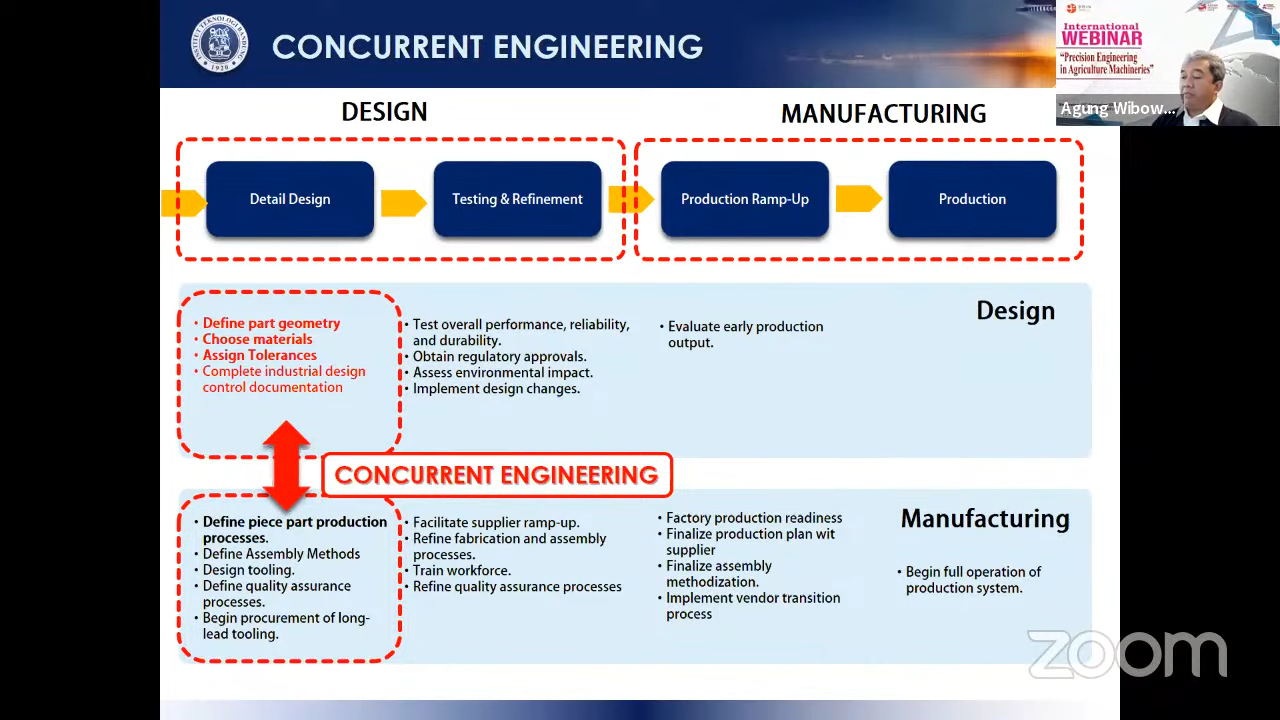 INSTITUT TEKNOLOGI BANDUNG
1920
CONCURRENT ENGINEERING
International
WEBINAR
"Precision Engineering
in Agriculture Machineries"
Agung Wibow...
DESIGN
MANUFACTURING
Detail Design
Testing & Refinement
Production Ramp-Up
Production
Design
• Define part geometry
• Choose materials
• Assign Tolerances
• Complete industrial design
control documentation
• Test overall performance, reliability,
and durability.
• Obtain regulatory approvals.
• Assess environmental impact.
• Implement design changes.
• Evaluate early production
output.
CONCURRENT ENGINEERING
Manufacturing
• Define piece part production
processes.
• Define Assembly Methods
• Design tooling.
• Define quality assurance
processes.
• Begin procurement of long-
lead tooling.
• Facilitate supplier ramp-up.
• Refine fabrication and assembly
processes.
• Train workforce.
• Refine quality assurance processes
• Factory production readiness
• Finalize production plan wit
supplier
• Finalize assembly
methodization.
• Implement vendor transition
process
• Begin full operation of
production system.
zoom